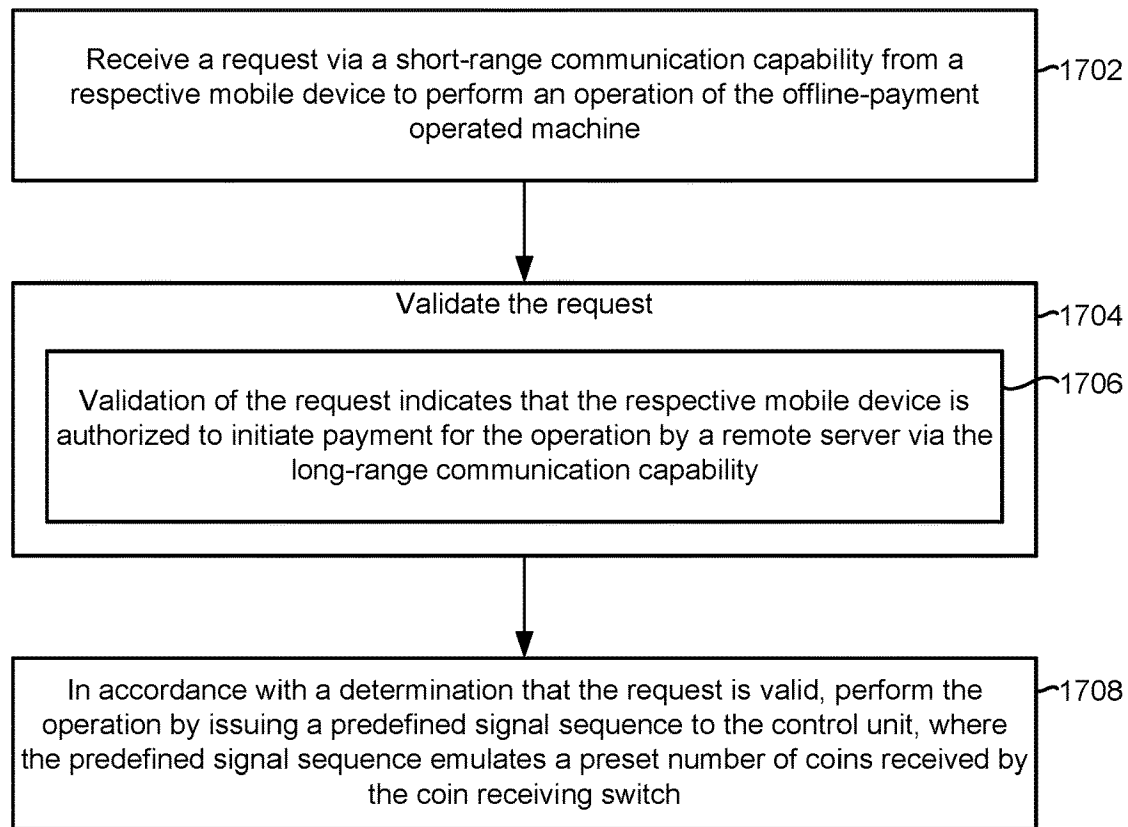 Receive a request via a short-range communication capability from a
respective mobile device to perform an operation of the offline-payment
operated machine
1702
Validate the request
1704
Validation of the request indicates that the respective mobile device is
authorized to initiate payment for the operation by a remote server via the
long-range communication capability
1706
In accordance with a determination that the request is valid, perform the
operation by issuing a predefined signal sequence to the control unit, where
the predefined signal sequence emulates a preset number of coins received by
the coin receiving switch
1708